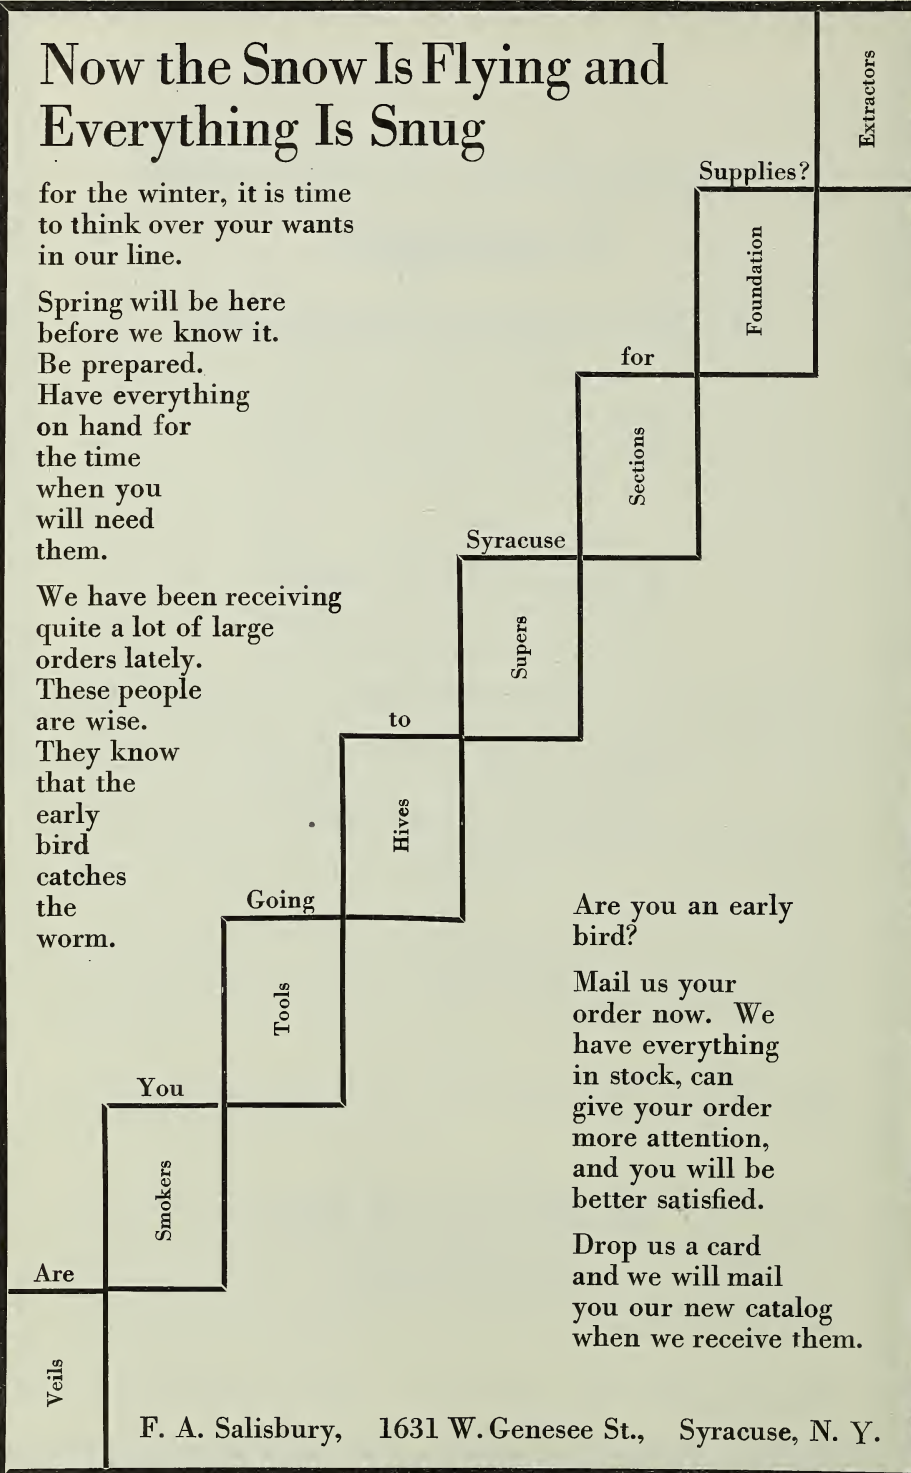 Now the Snow Is Flying and
Everything Is Snug
for the winter, it is time
to think over your wants
in our line.
Spring will be here
before we know it.
Be prepared.
Have everything
on hand for
the time
when you
will need
them.
We have been receiving
quite a lot of large
orders lately.
These people
are wise.
They know
that the
early
bird
catches
the
worm.
Are
You
Going
to
Syracuse
for
Supplies?
Veils
Smokers
Tools
Hives
Supers
Sections
Foundation
Extractors
Are you an early
bird?
Mail us your
order now. We
have everything
in stock, can
give your order
more attention,
and you will be
better satisfied.
Drop us a card
and we will mail
you our new catalog
when we receive them.
F. A. Salisbury, 1631 W. Genesee St., Syracuse, N. Y.